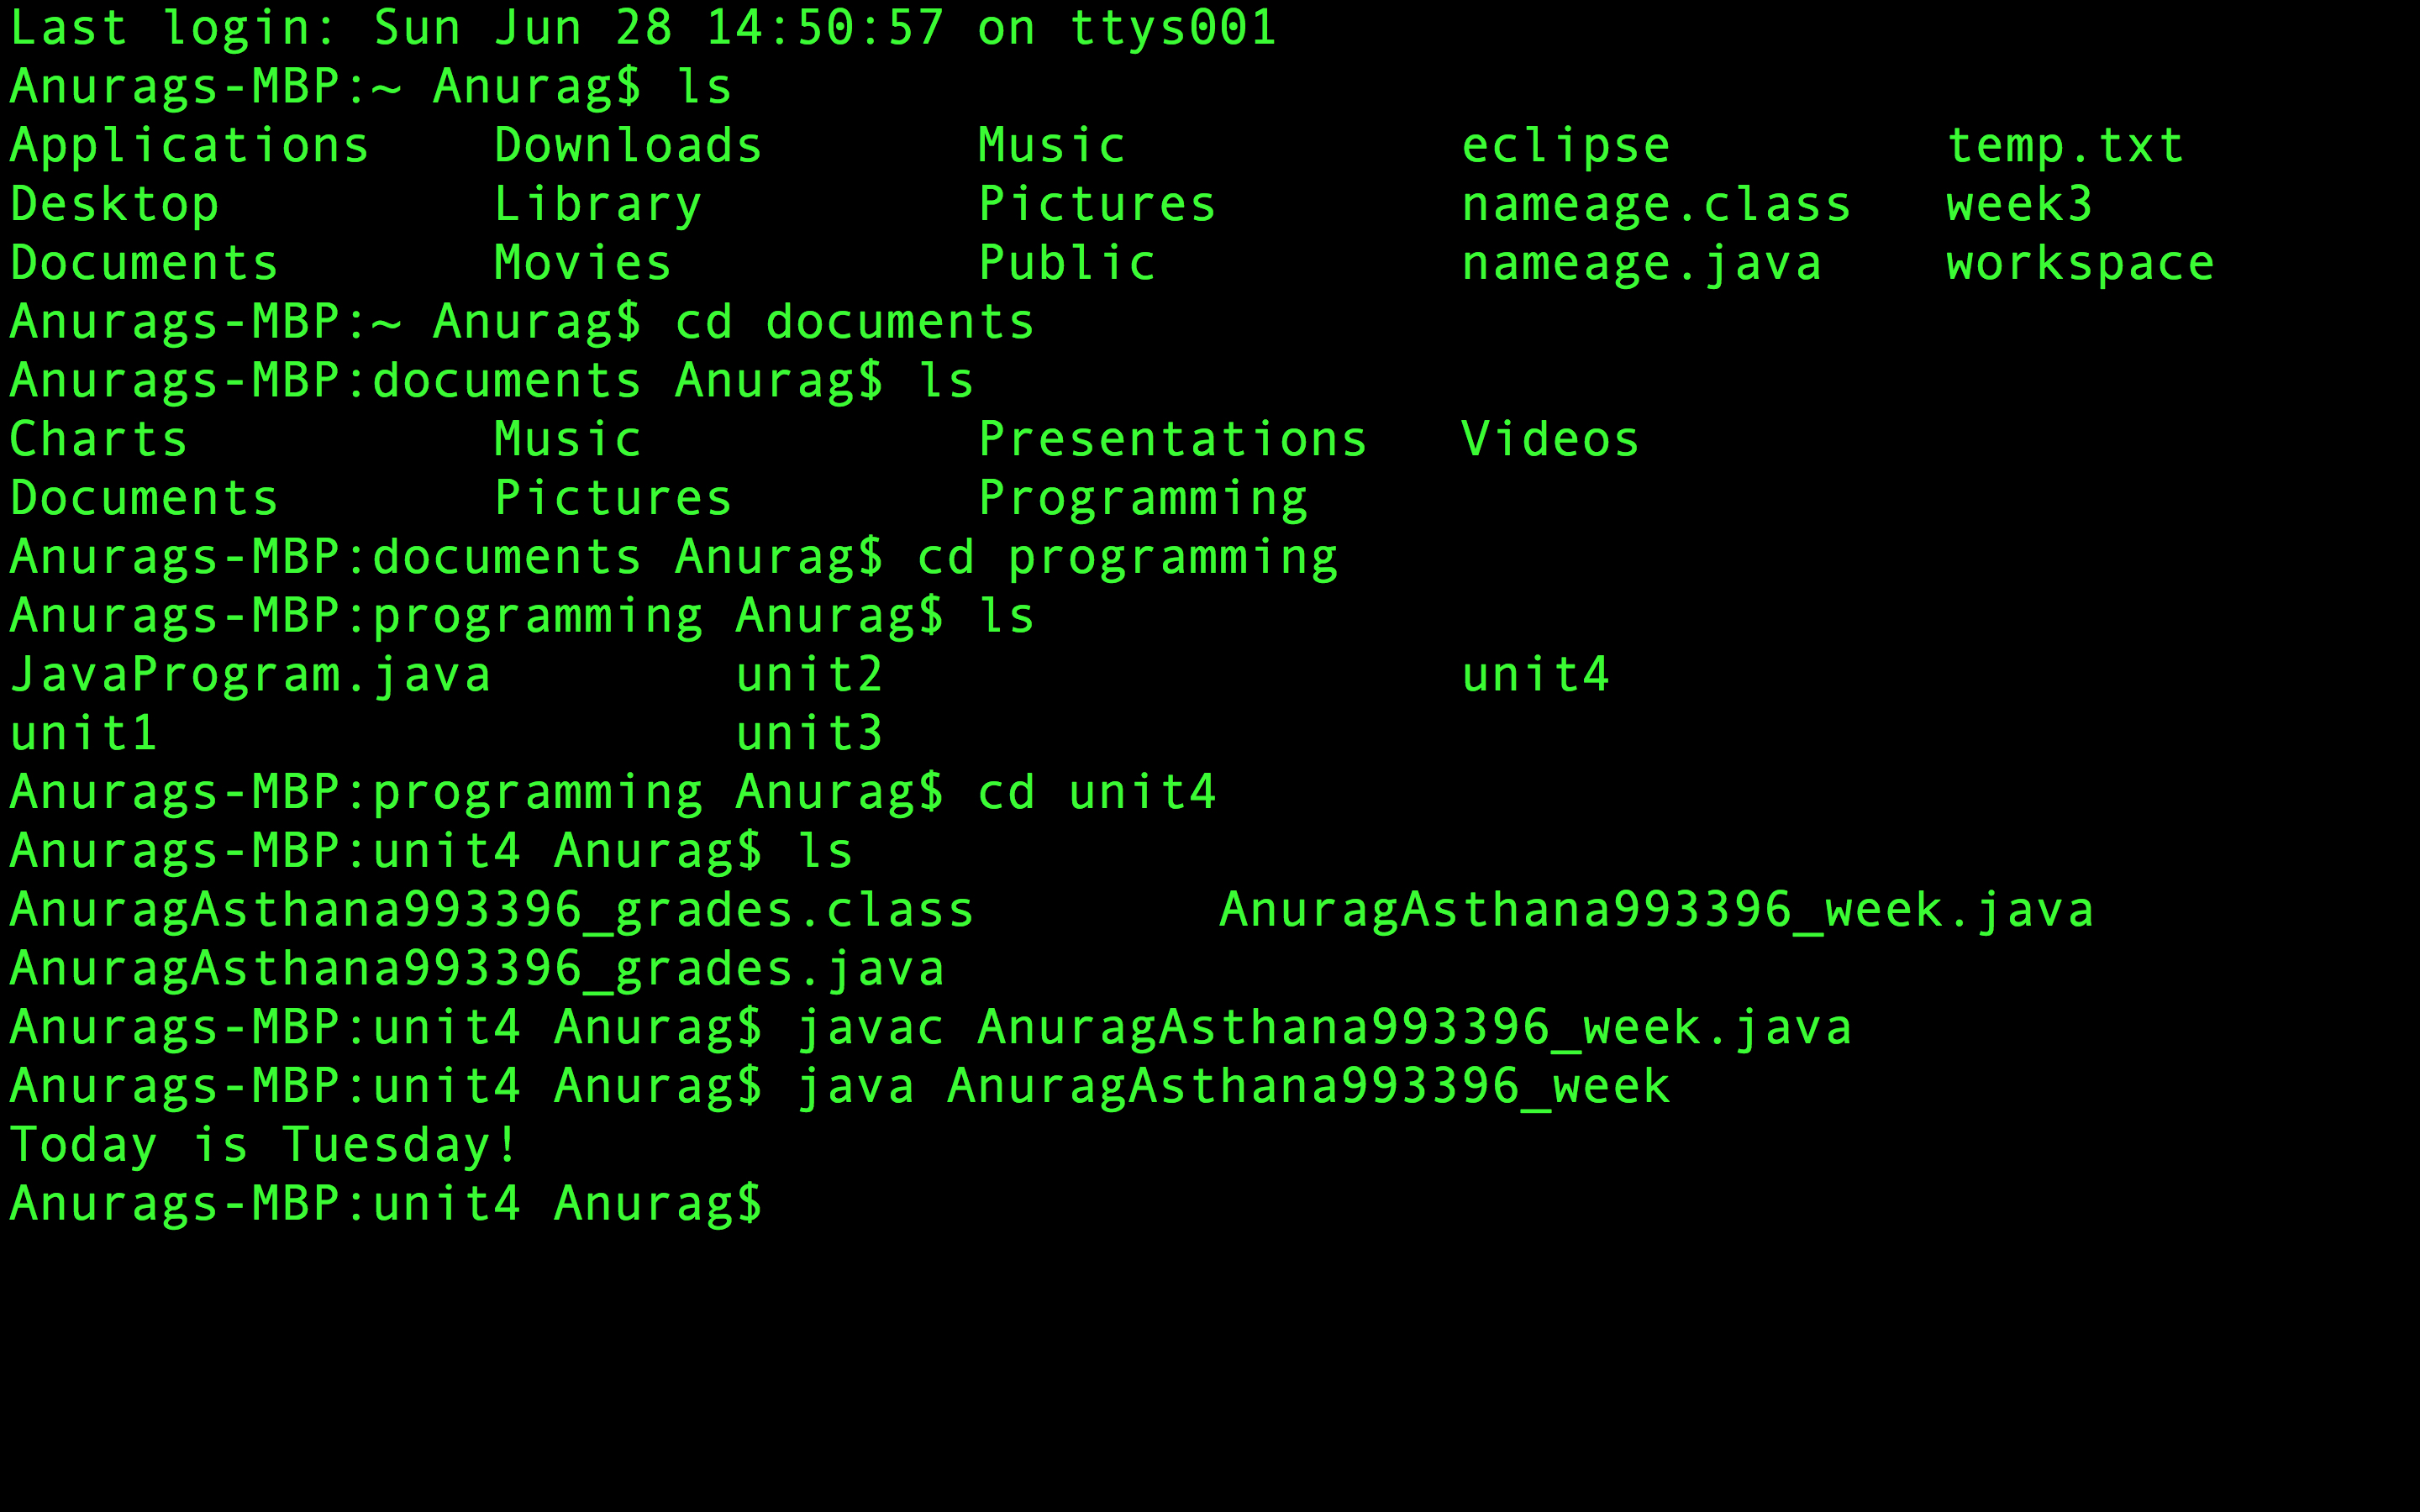 Last login: Sun Jun 28 14:50:57 on ttys001
Anurags-MBP:~ Anurag$ ls
Applications    Downloads       Music           eclipse         temp.txt
Desktop         Library         Pictures        nameage.class   week3
Documents       Movies          Public          nameage.java    workspace
Anurags-MBP:~ Anurag$ cd documents
Anurags-MBP:documents Anurag$ ls
Charts          Music           Presentations   Videos
Documents       Pictures        Programming
Anurags-MBP:documents Anurag$ cd programming
Anurags-MBP:programming Anurag$ ls
JavaProgram.java        unit2                   unit4
unit1                   unit3
Anurags-MBP:programming Anurag$ cd unit4
Anurags-MBP:unit4 Anurag$ ls
AnuragAsthana993396_grades.class        AnuragAsthana993396_week.java
AnuragAsthana993396_grades.java
Anurags-MBP:unit4 Anurag$ javac AnuragAsthana993396_week.java
Anurags-MBP:unit4 Anurag$ java AnuragAsthana993396_week
Today is Tuesday!
Anurags-MBP:unit4 Anurag$